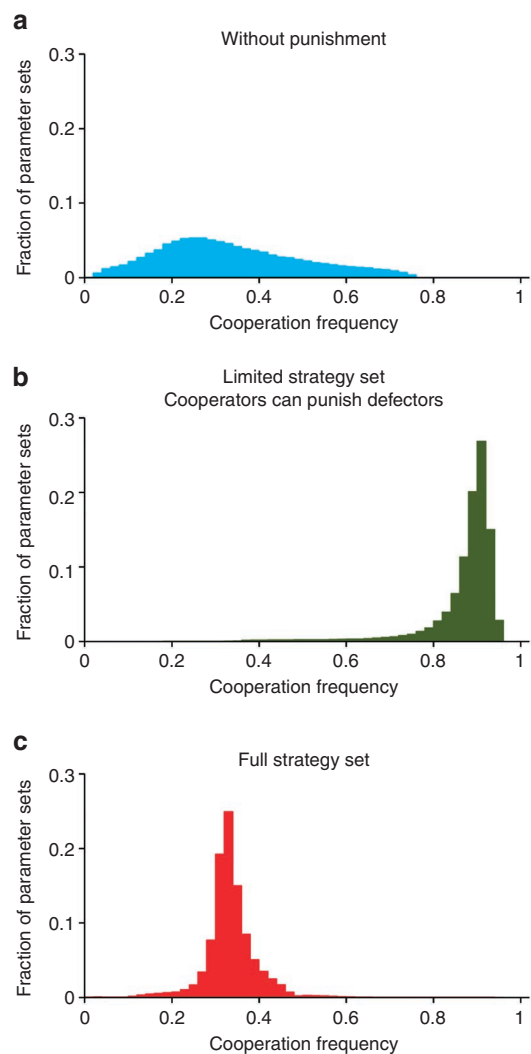 a
Without punishment
0.3
0.2
0.1
0
Fraction of parameter sets
0 0.2 0.4 0.6 0.8 1
Cooperation frequency
b
Limited strategy set
Cooperators can punish defectors
0.3
0.2
0.1
0
Fraction of parameter sets
0 0.2 0.4 0.6 0.8 1
Cooperation frequency
c
Full strategy set
0.3
0.2
0.1
0
Fraction of parameter sets
0 0.2 0.4 0.6 0.8 1
Cooperation frequency